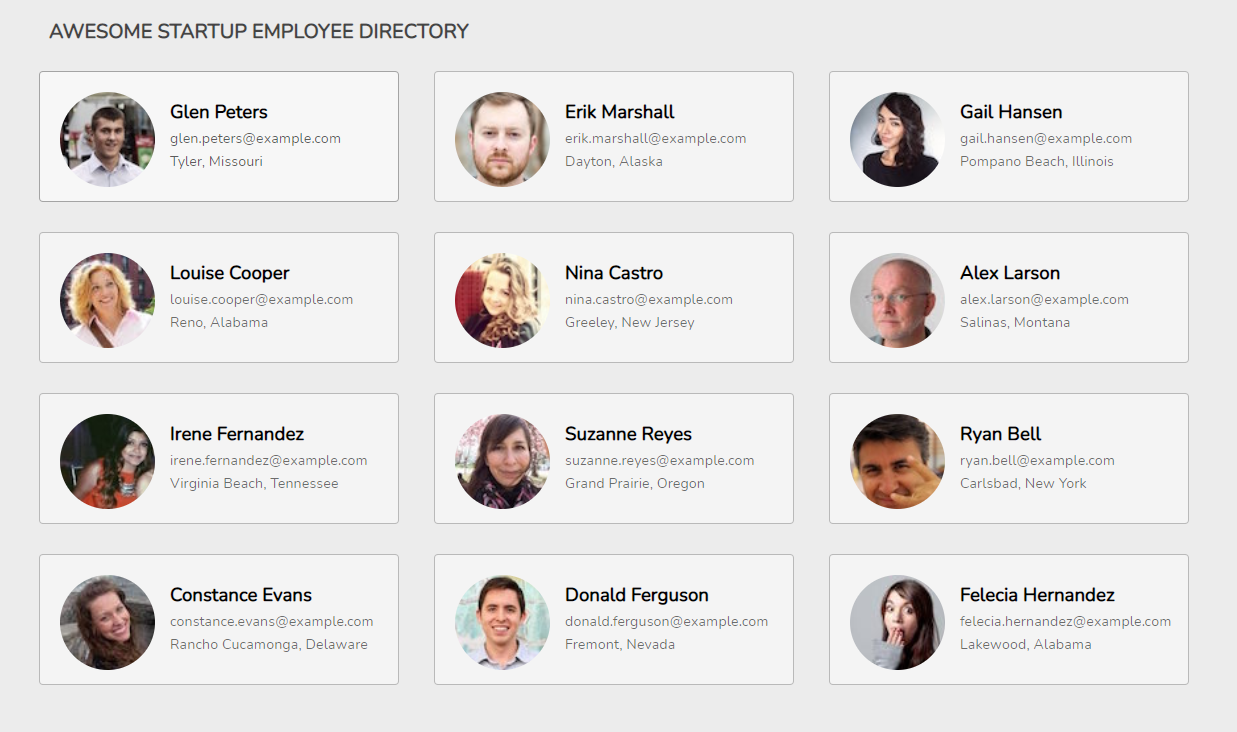 AWESOME STARTUP EMPLOYEE DIRECTORY
Glen Peters
glen.peters@example.com
Tyler, Missouri
Erik Marshall
erik.marshall@example.com
Dayton, Alaska
Gail Hansen
gail.hansen@example.com
Pompano Beach, Illinois
Louise Cooper
louise.cooper@example.com
Reno, Alabama
Nina Castro
nina.castro@example.com
Greeley, New Jersey
Alex Larson
alex.larson@example.com
Salinas, Montana
Irene Fernandez
irene.fernandez@example.com
Virginia Beach, Tennessee
Suzanne Reyes
suzanne.reyes@example.com
Grand Prairie, Oregon
Ryan Bell
ryan.bell@example.com
Carlsbad, New York
Constance Evans
constance.evans@example.com
Rancho Cucamonga, Delaware
Donald Ferguson
donald.ferguson@example.com
Fremont, Nevada
Felecia Hernandez
felecia.hernandez@example.com
Lakewood, Alabama